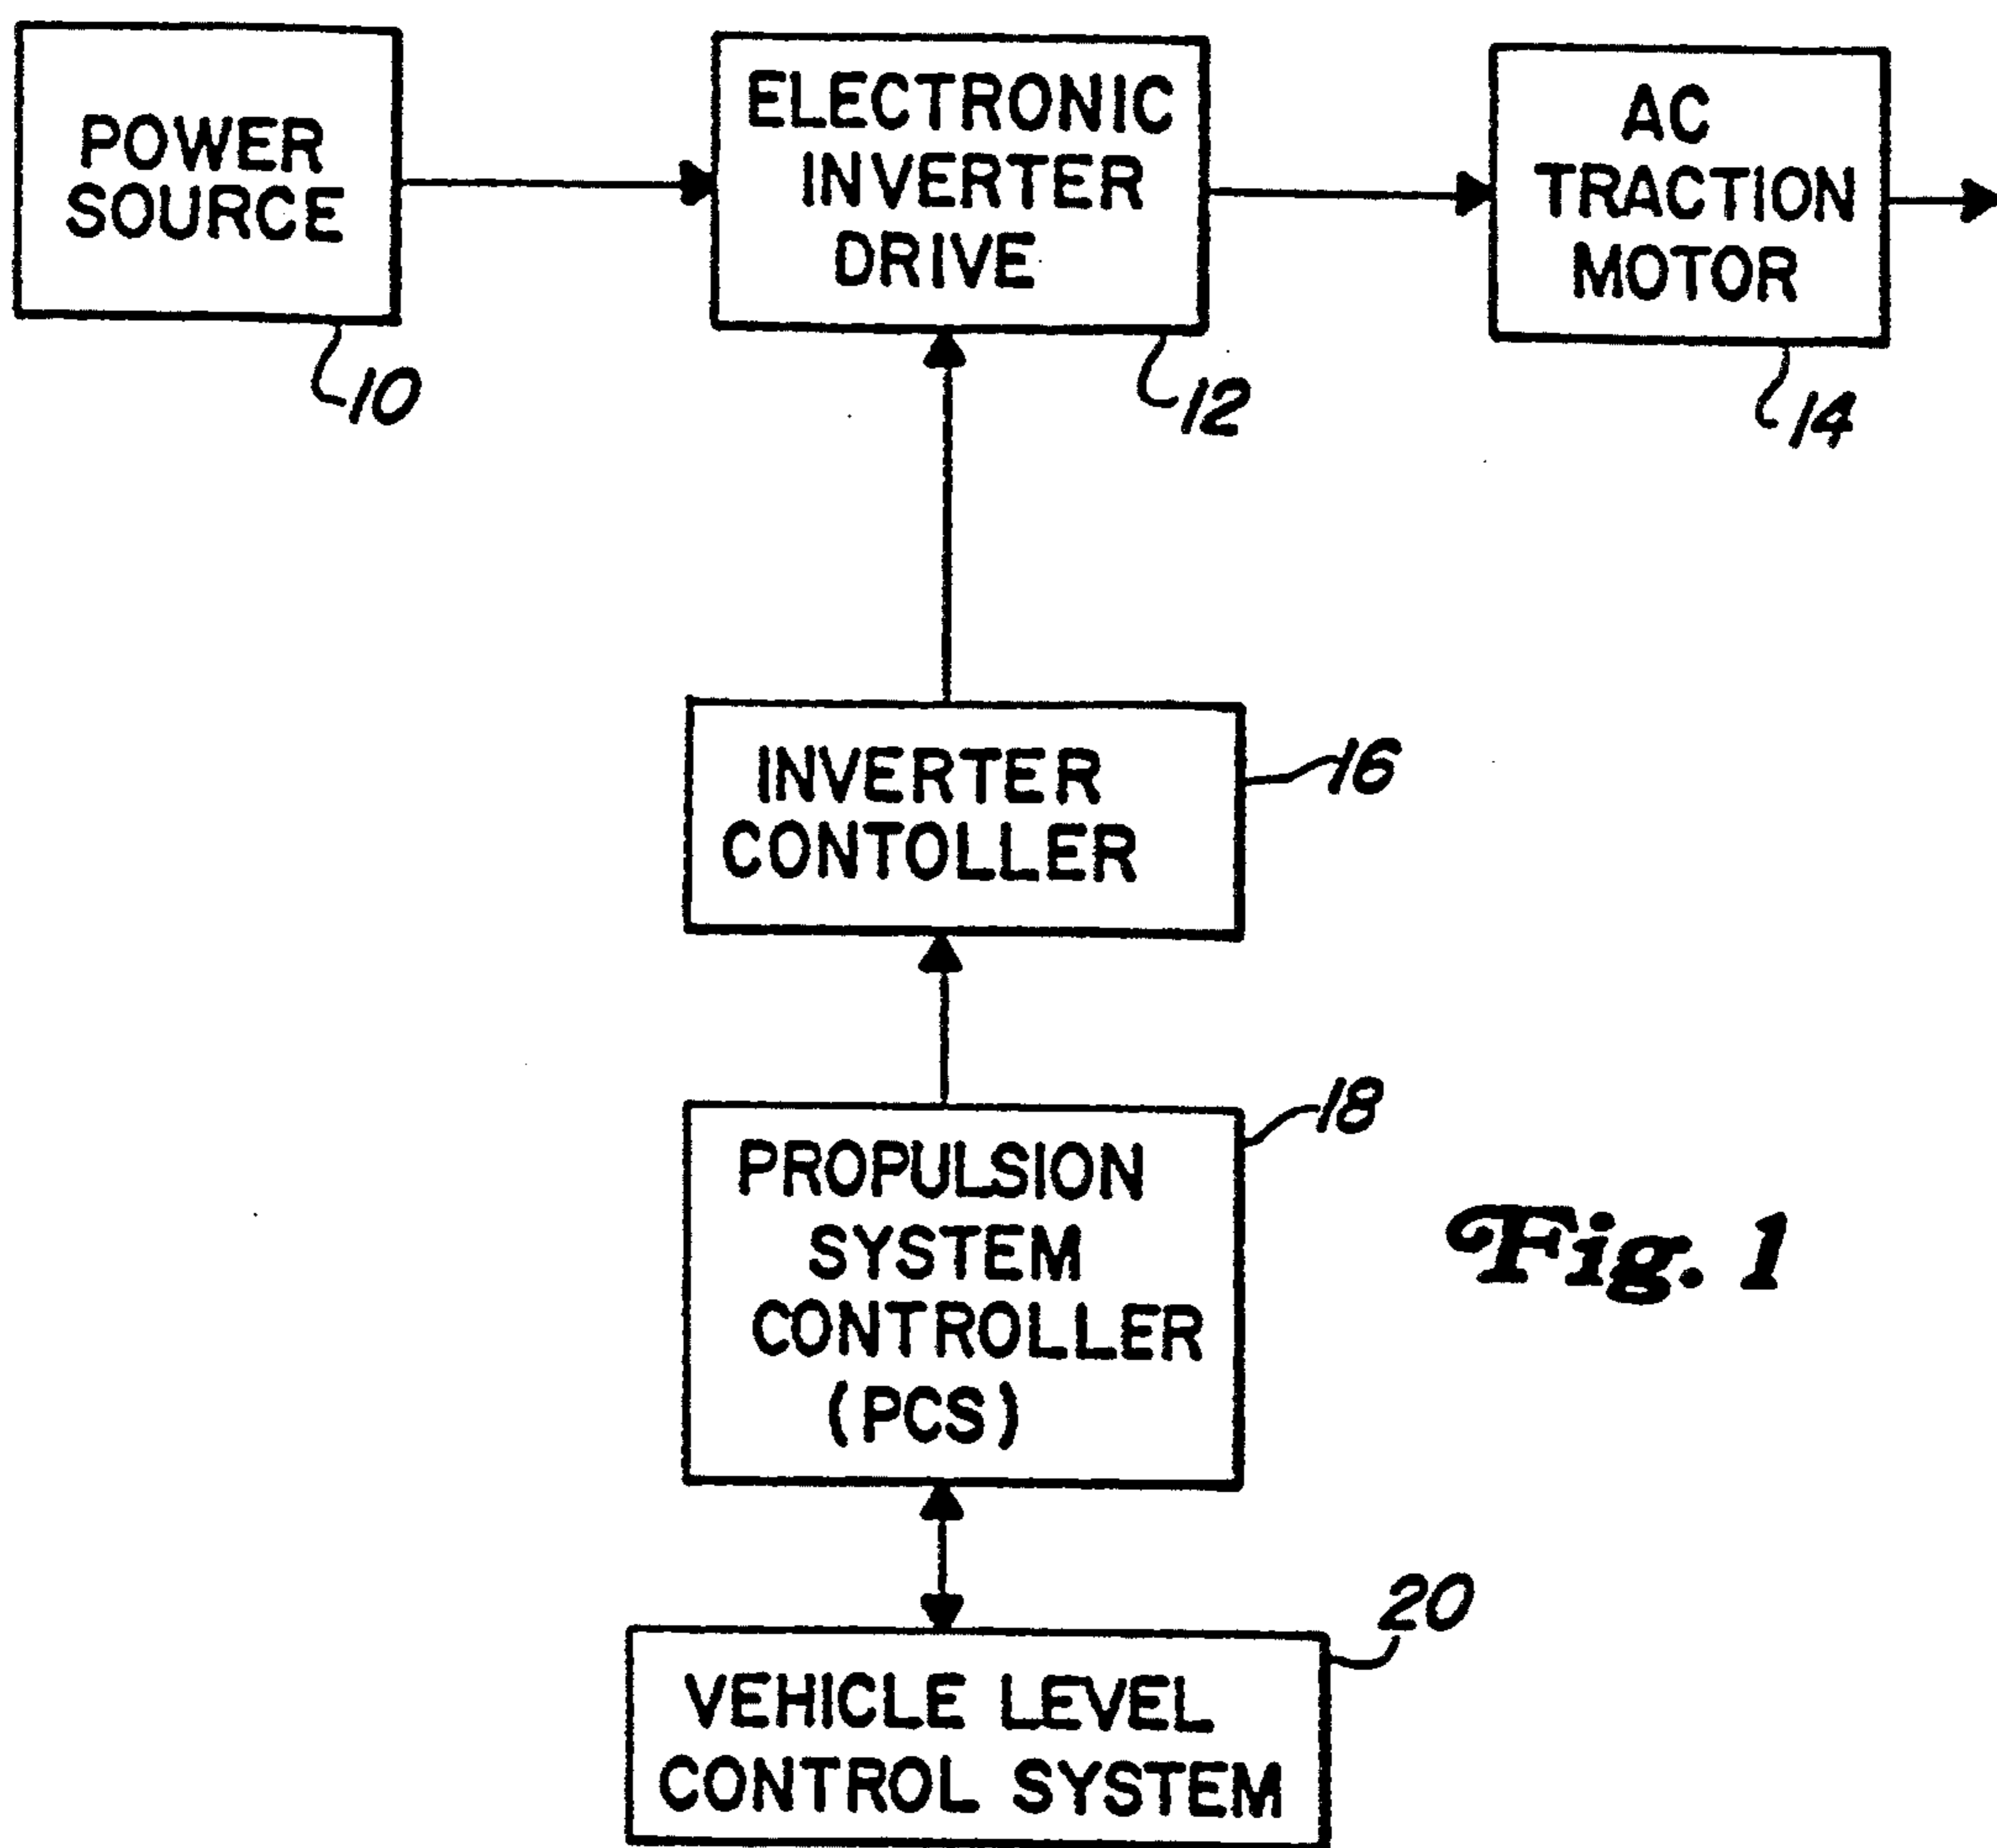 POWER
SOURCE
10
ELECTRONIC
INVERTER
DRIVE
12
AC
TRACTION
MOTOR
14
INVERTER
CONTOLLER
16
PROPULSION
SYSTEM
CONTROLLER
(PCS)
18
Fig. 1
VEHICLE LEVEL
CONTROL SYSTEM
20